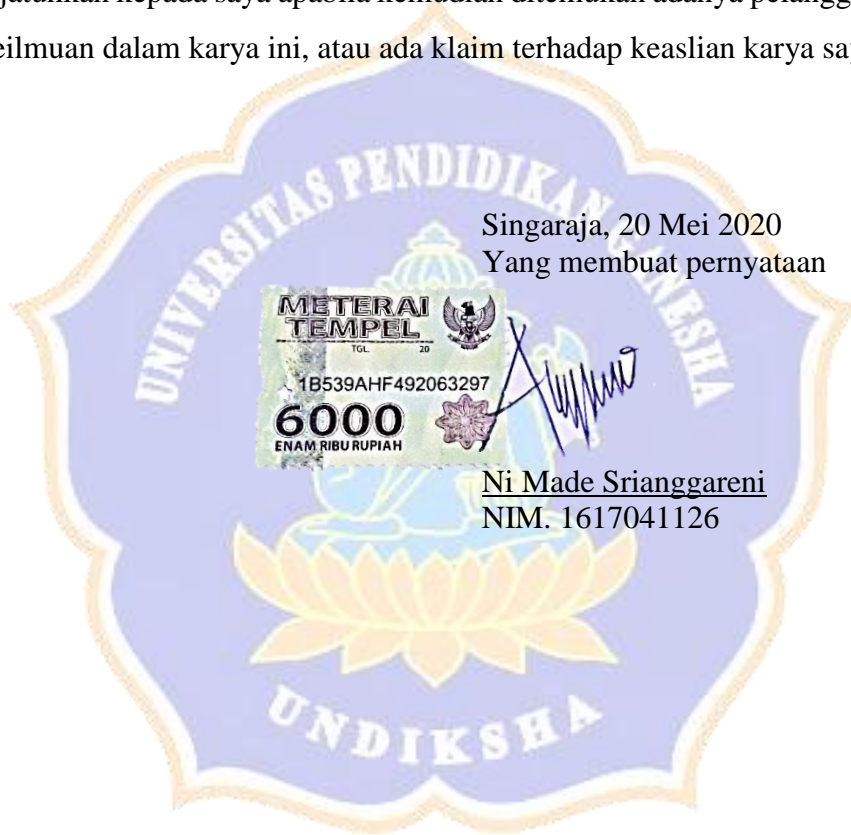 jatuhkan kepada saya apabila kemudian ditemukan adanya pelangg
eilmuan dalam karya ini, atau ada klaim terhadap keaslian karya sa
UNIVERSITAS PENDIDIKAN GANESHA
Singaraja, 20 Mei 2020
Yang membuat pernyataan
METERAI
TEMPEL
TGL. 20
1B539AHF492063297
6000
ENAM RIBU RUPIAH
Ni Made Srianggareni
NIM. 1617041126
UNDIKSHA